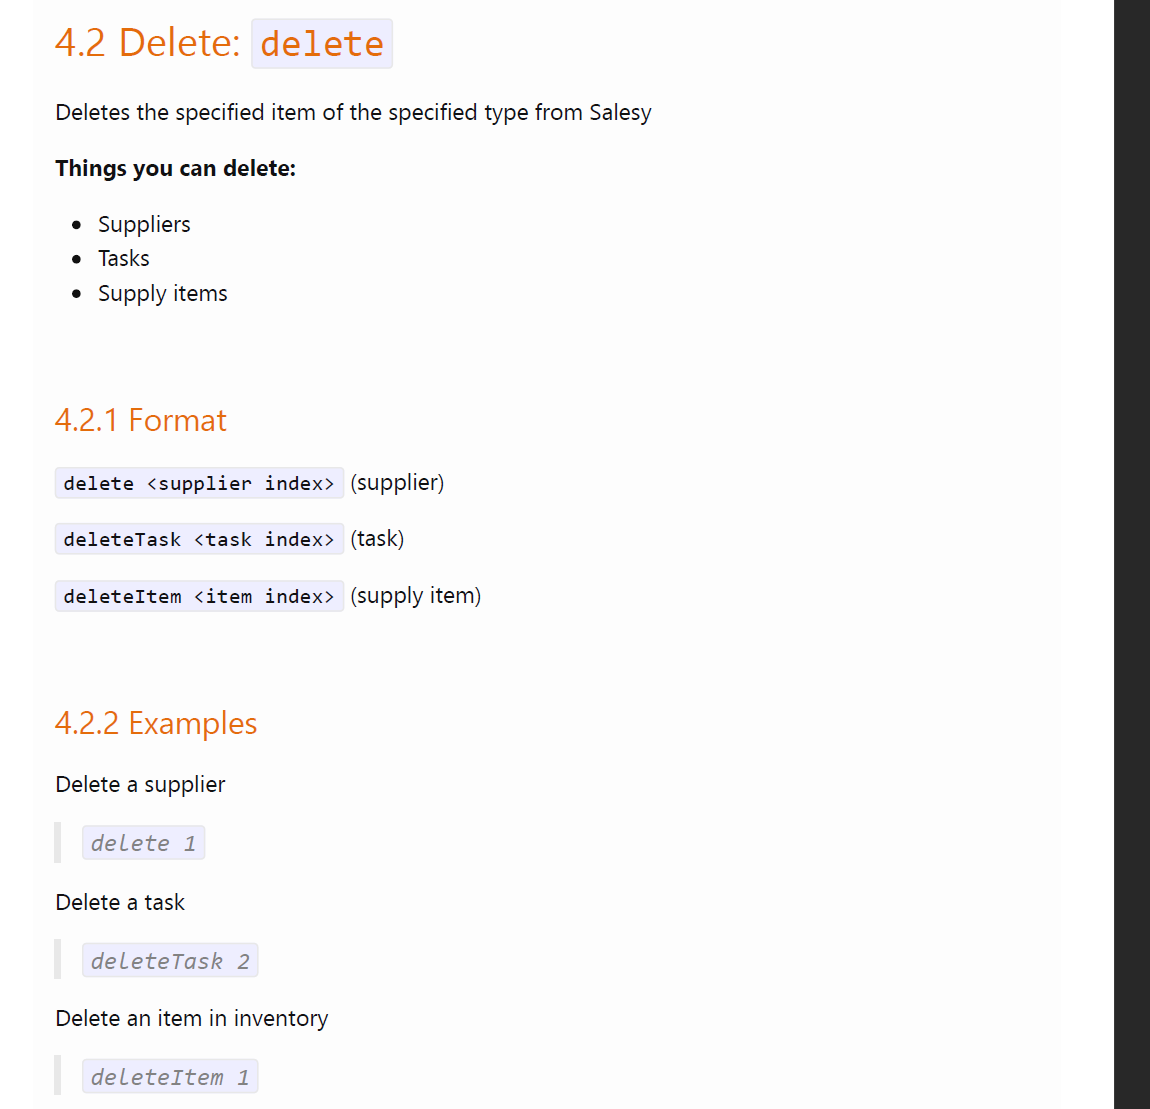 4.2 Delete: delete
Deletes the specified item of the specified type from Salesy
Things you can delete:
Suppliers
Tasks
Supply items
4.2.1 Format
delete <supplier index> (supplier)
deleteTask <task index> (task)
deleteItem <item index> (supply item)
4.2.2 Examples
Delete a supplier
delete 1
Delete a task
deleteTask 2
Delete an item in inventory
deleteItem 1